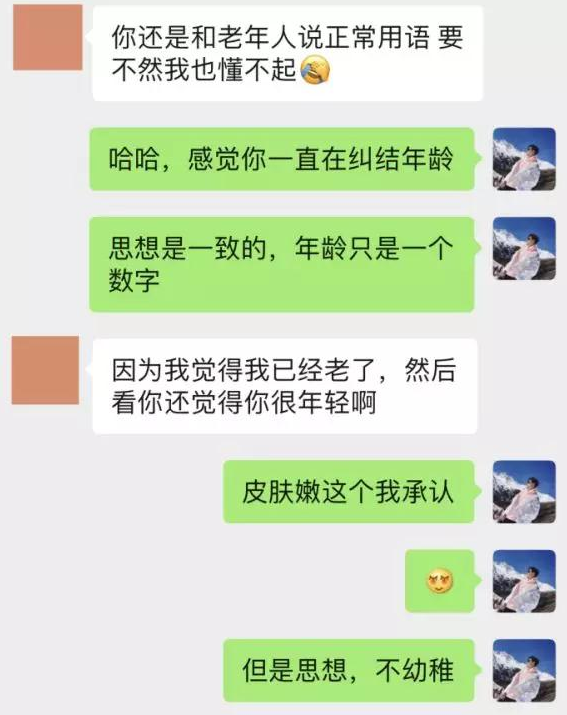 你还是和老年人说正常用语 要
不然我也懂不起🤣
哈哈，感觉你一直在纠结年龄
思想是一致的，年龄只是一个
数字
因为我觉得我已经老了，然后
看你还觉得你很年轻啊
皮肤嫩这个我承认
但是思想，不幼稚